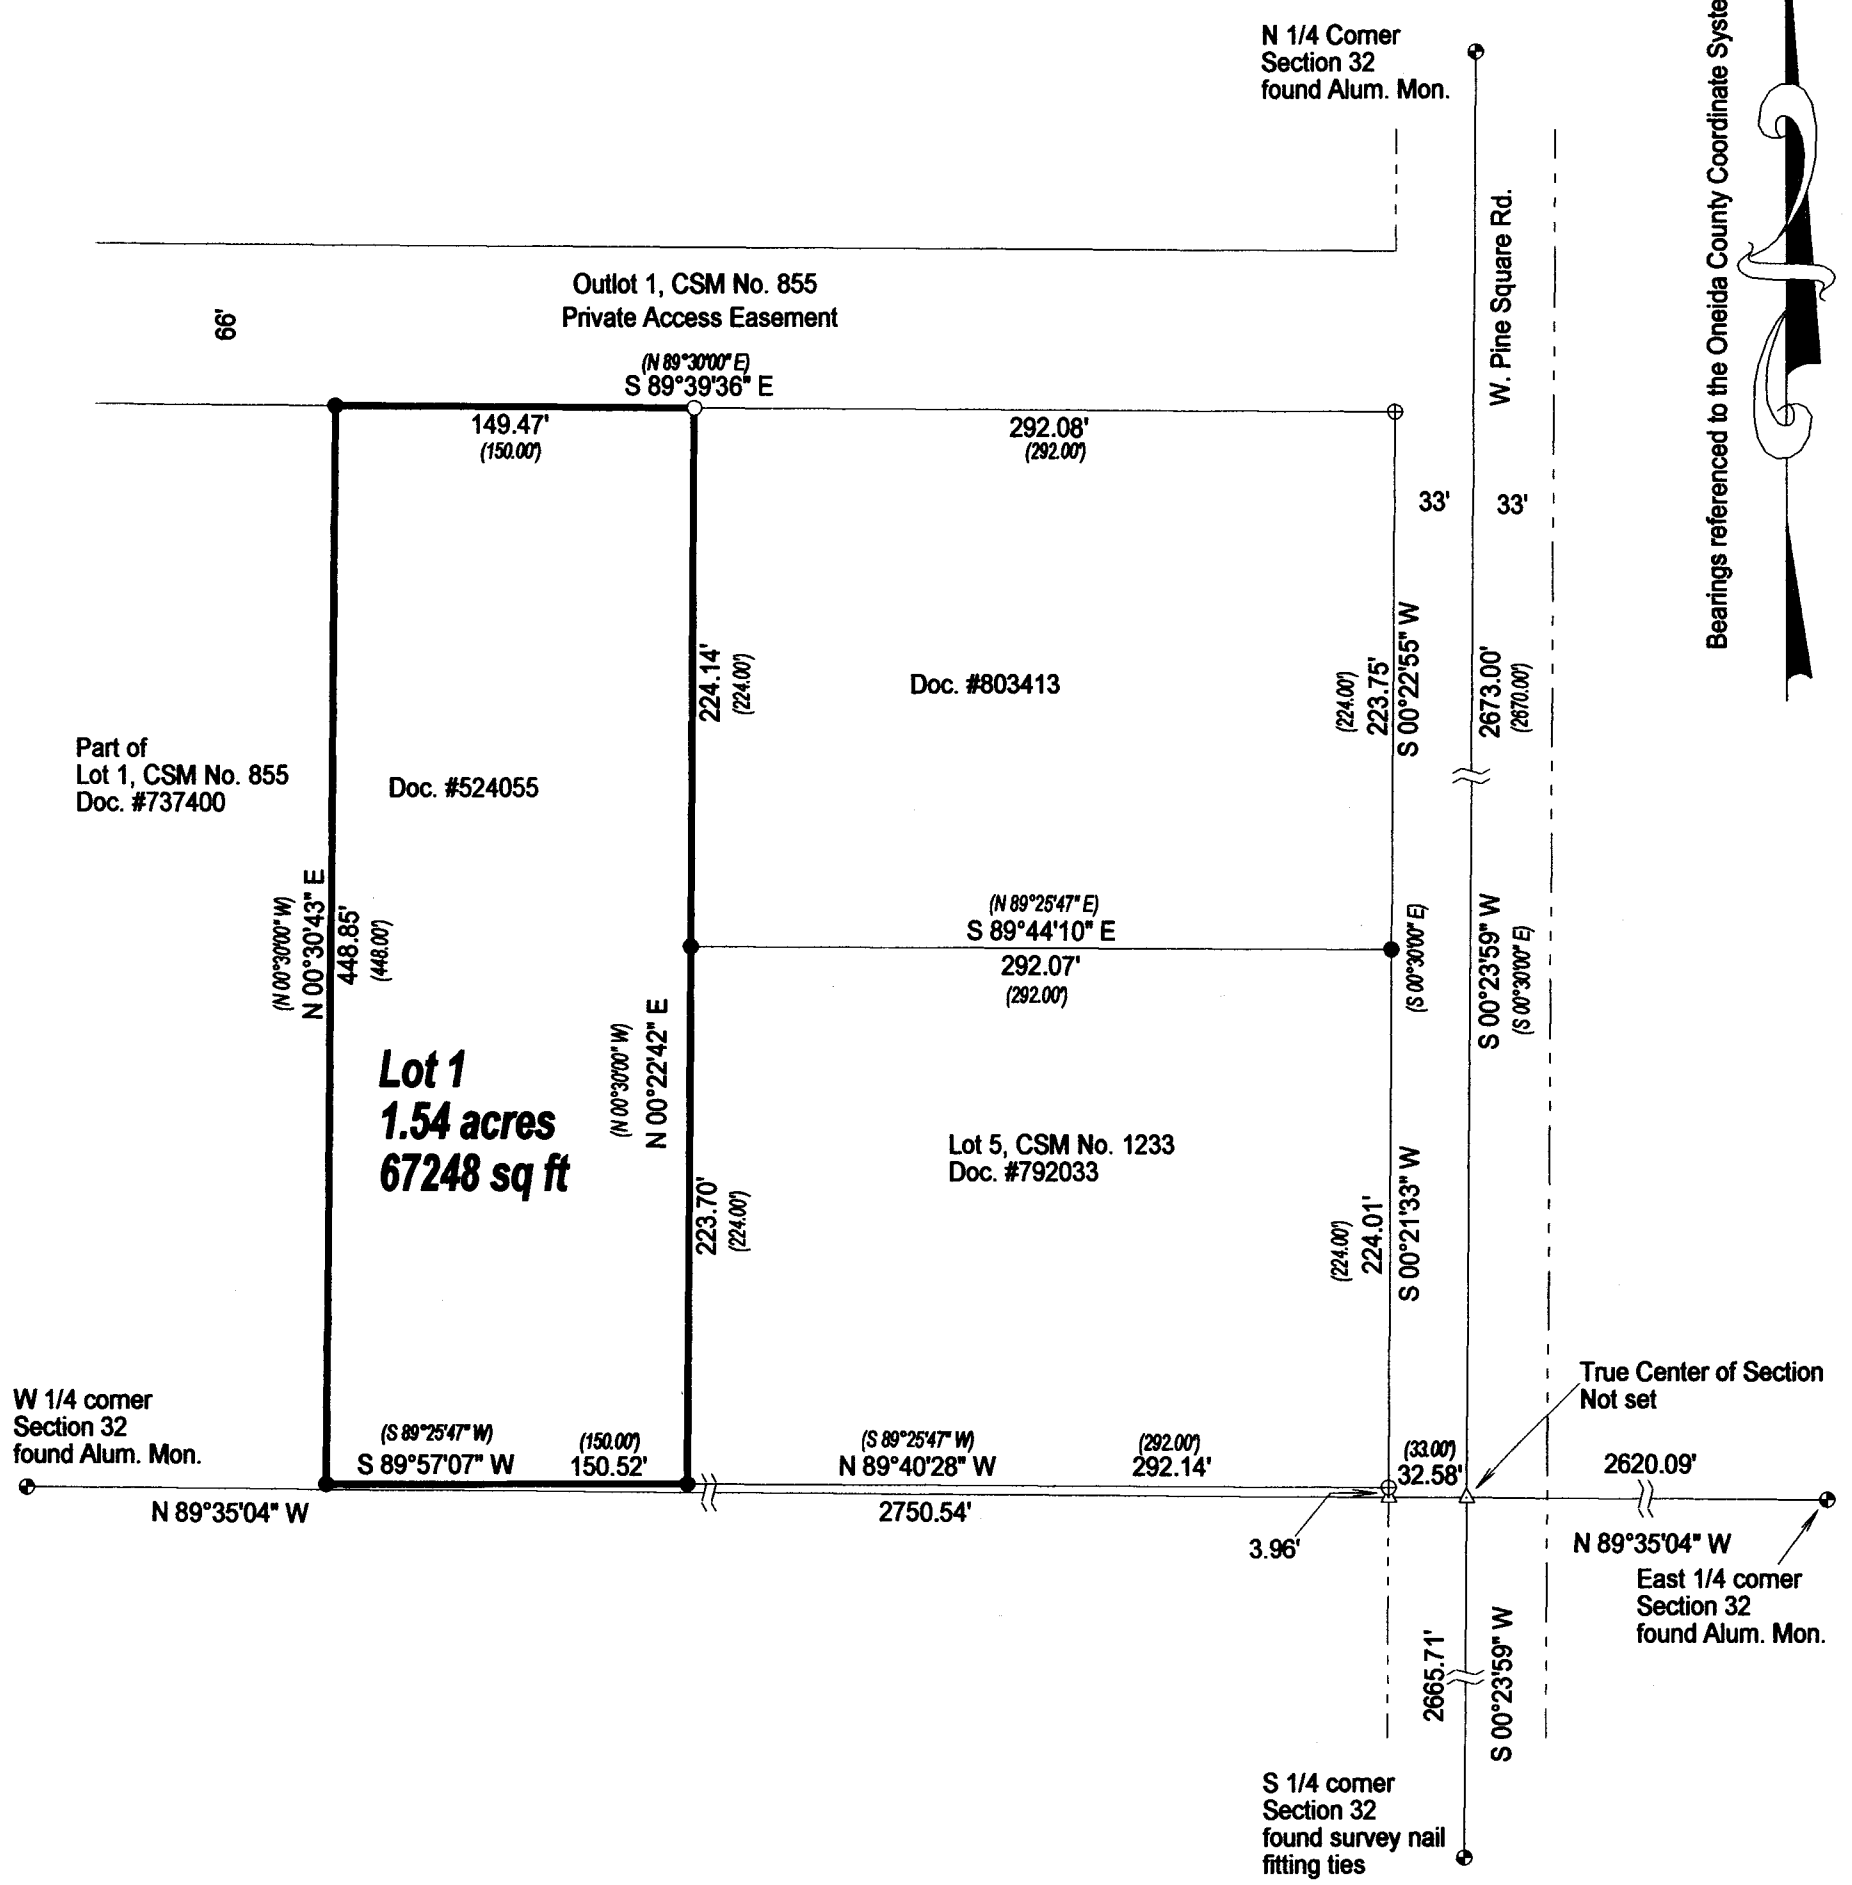 N 1/4 Corner
Section 32
found Alum. Mon.
Bearings referenced to the Oneida County Coordinate Syste
W. Pine Square Rd.
Outlot 1, CSM No. 855
Private Access Easement
66'
(N 89°30'00" E)
S 89°39'36" E
149.47'
(150.00')
292.08'
(292.00')
33'
33'
224.14'
(224.00')
Doc. #803413
(224.00')
223.75'
S 00°22'55" W
2673.00'
(2670.00')
Part of
Lot 1, CSM No. 855
Doc. #737400
Doc. #524055
(N 00°30'00" W)
N 00°30'43" E
448.85'
(448.00')
(N 89°25'47" E)
S 89°44'10" E
292.07'
(292.00')
(S 00°30'00" E)
S 00°23'59" W
(S 00°30'00" E)
Lot 1
1.54 acres
67248 sq ft
(N 00°30'00" W)
N 00°22'42" E
Lot 5, CSM No. 1233
Doc. #792033
223.70'
(224.00')
(224.00')
224.01'
S 00°21'33" W
True Center of Section
Not set
W 1/4 corner
Section 32
found Alum. Mon.
(S 89°25'47" W)
S 89°57'07" W
(150.00')
150.52'
(S 89°25'47" W)
N 89°40'28" W
(292.00')
292.14'
(33.00')
32.58'
2620.09'
N 89°35'04" W
2750.54'
3.96'
N 89°35'04" W
East 1/4 corner
Section 32
found Alum. Mon.
2665.71'
S 00°23'59" W
S 1/4 corner
Section 32
found survey nail
fitting ties